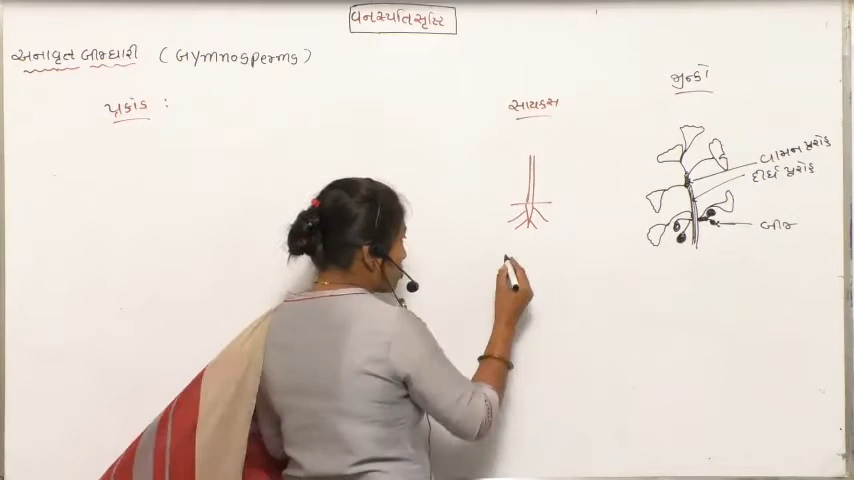 વનસ્પતિસૃષ્ટિ
અનાવૃત બીજધારી (Gymnosperms)
પ્રકાંડ :
સાયકસ
જીન્કો
વામન પ્રરોહ
દીર્ઘ પ્રરોહ
બીજ